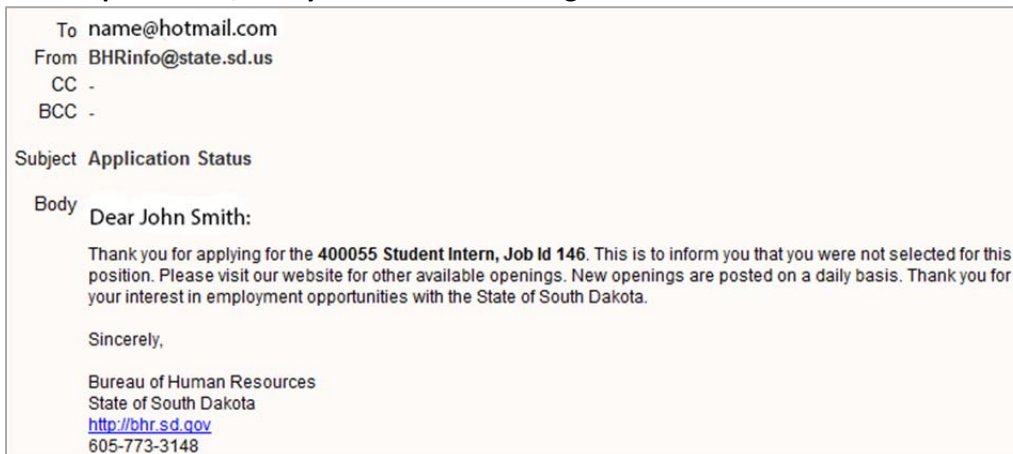 To name@hotmail.com
From BHRinfo@state.sd.us
CC -
BCC -
Subject Application Status
Body Dear John Smith:
Thank you for applying for the 400055 Student Intern, Job Id 146. This is to inform you that you were not selected for this
position. Please visit our website for other available openings. New openings are posted on a daily basis. Thank you for
your interest in employment opportunities with the State of South Dakota.
Sincerely,
Bureau of Human Resources
State of South Dakota
http://bhr.sd.gov
605-773-3148